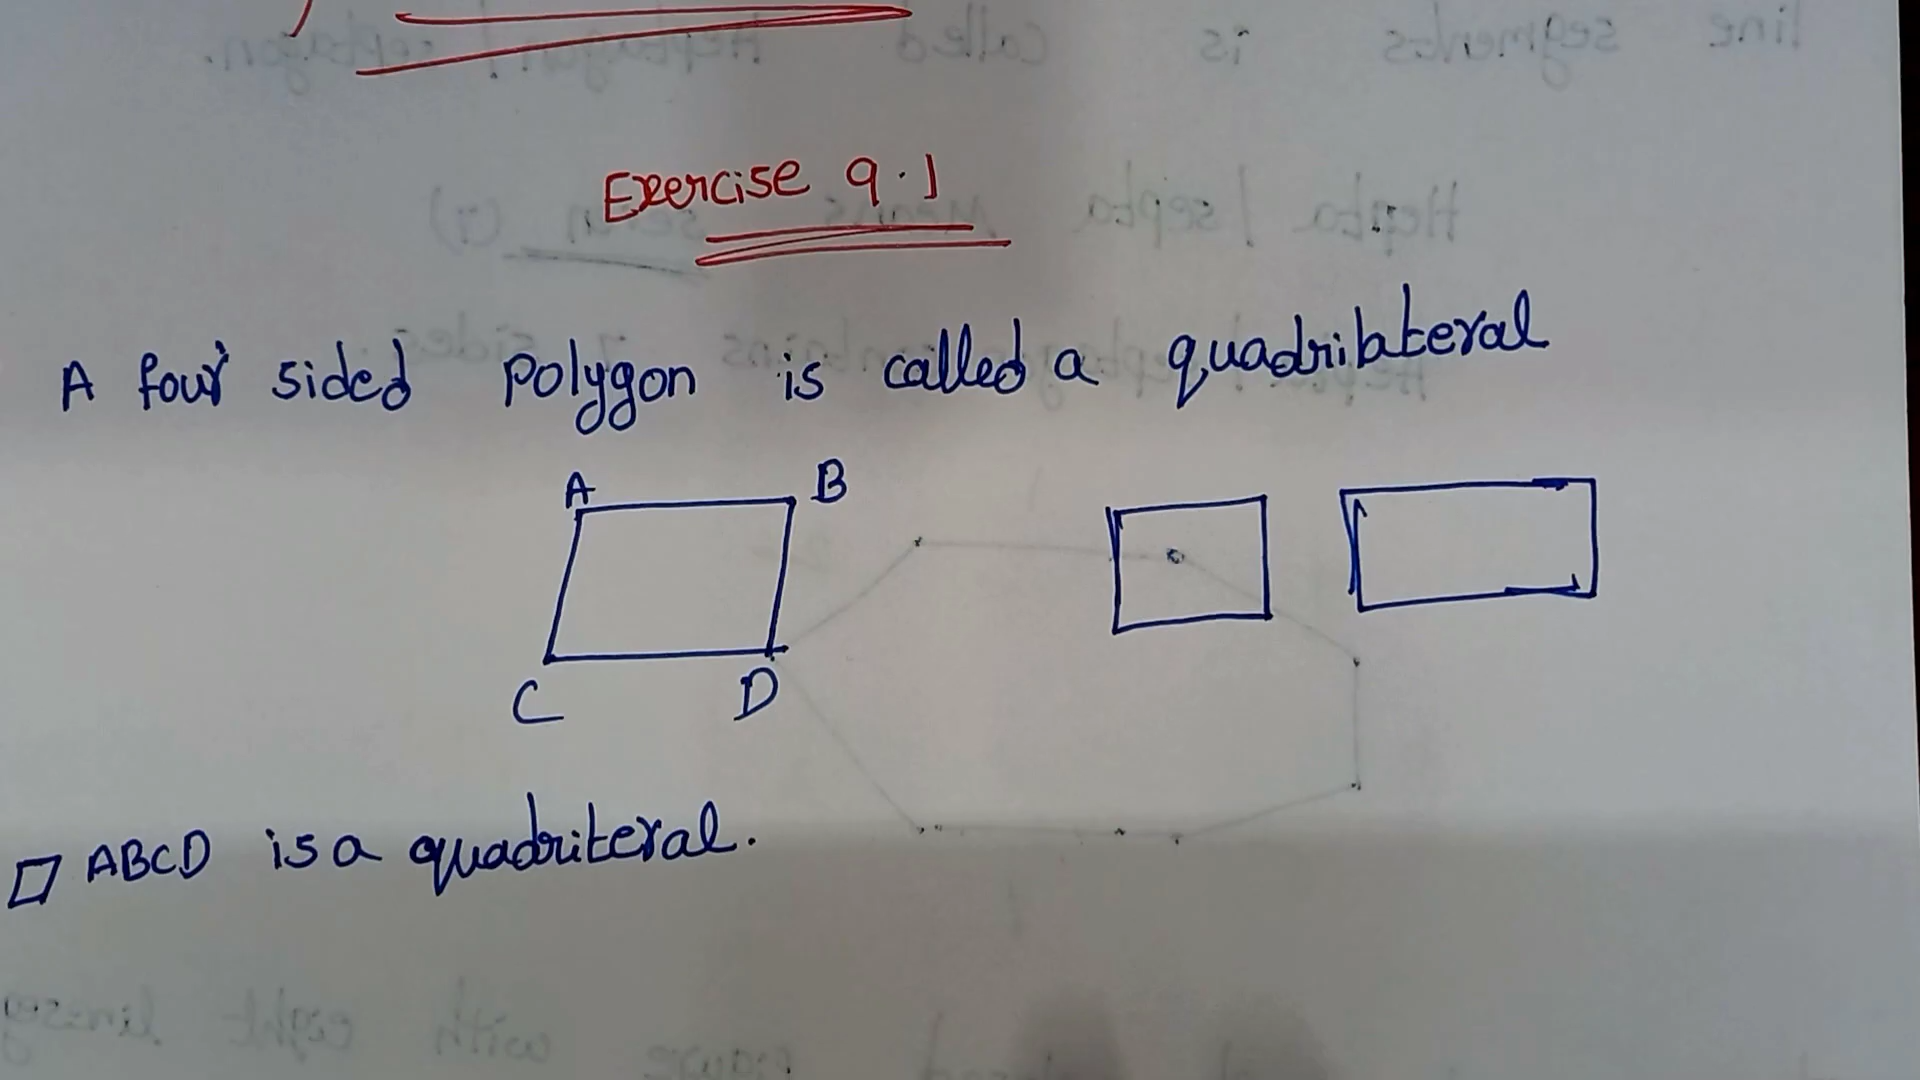 Exercise 9.1
A four sided polygon is called a quadrilateral
A B
C D
▱ ABCD is a quadriteral.